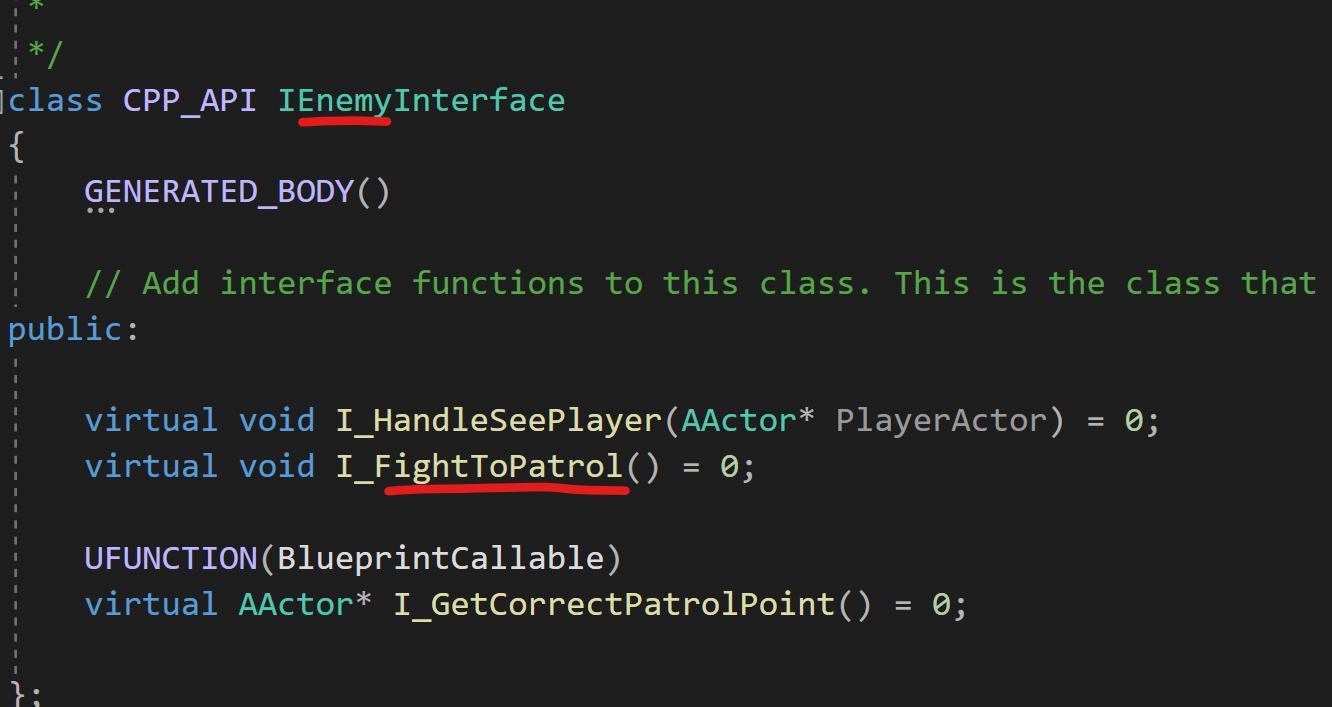 *
*/
class CPP_API IEnemyInterface
{
GENERATED_BODY()
// Add interface functions to this class. This is the class that
public:
virtual void I_HandleSeePlayer(AActor* PlayerActor) = 0;
virtual void I_FightToPatrol() = 0;
UFUNCTION(BlueprintCallable)
virtual AActor* I_GetCorrectPatrolPoint() = 0;
};